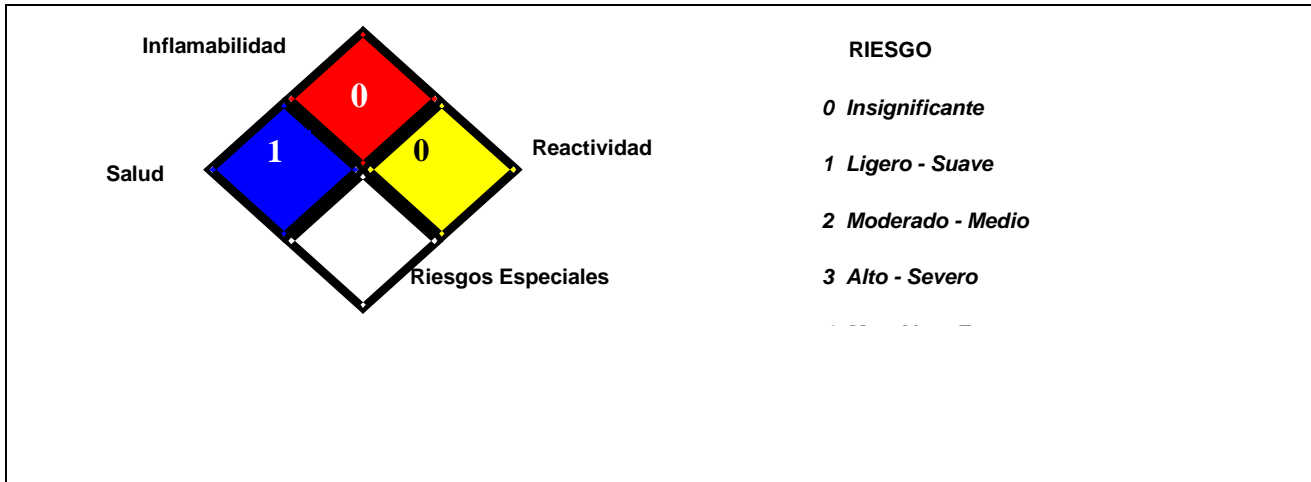 Inflamabilidad
0
1
0
Salud
Reactividad
Riesgos Especiales
RIESGO
0 Insignificante
1 Ligero - Suave
2 Moderado - Medio
3 Alto - Severo